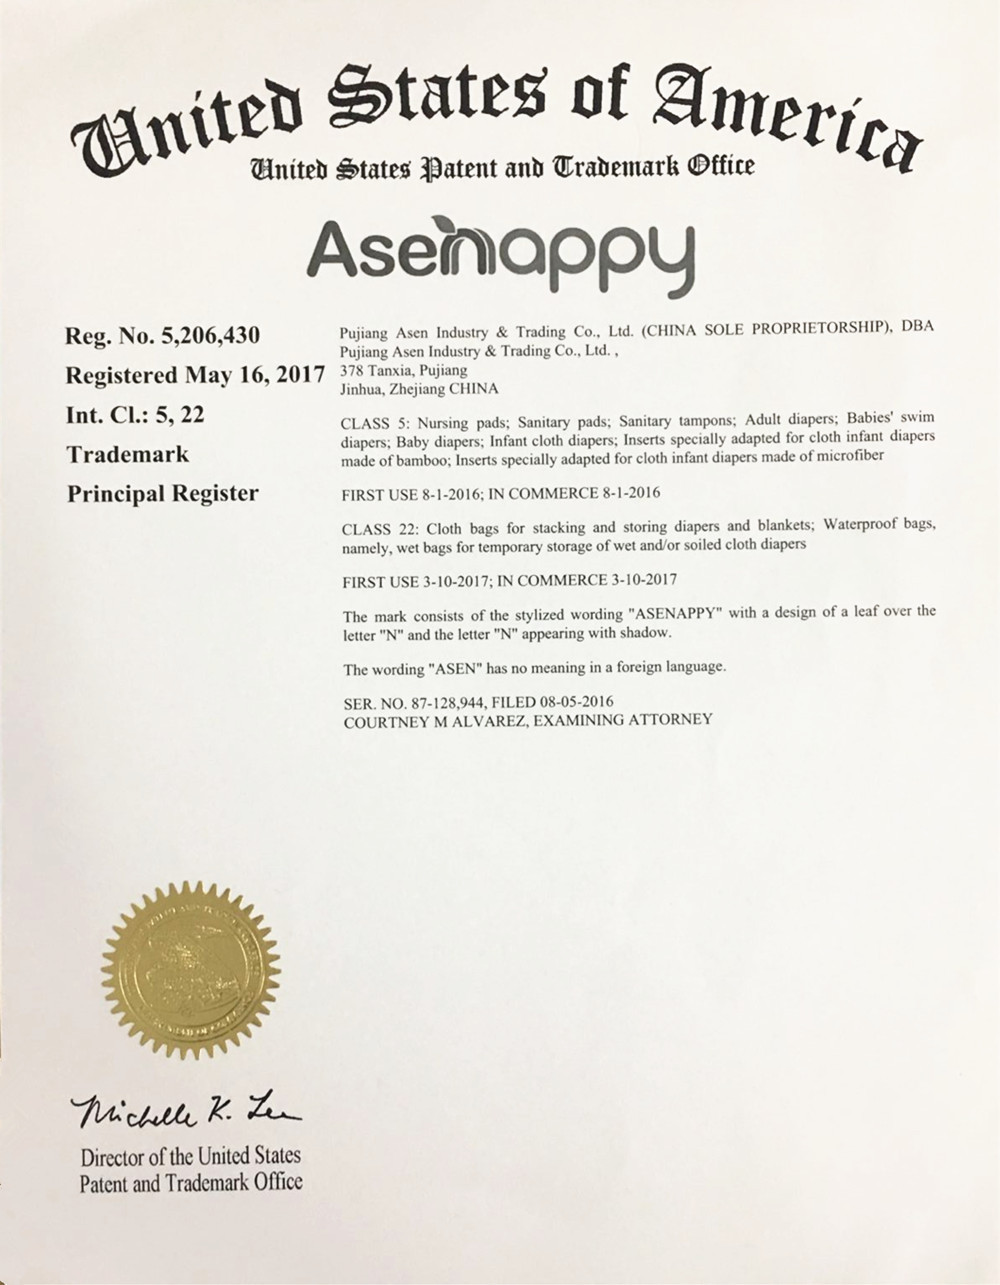 United States of America
United States Patent and Trademark Office
Asenappy
Reg. No. 5,206,430
Registered May 16, 2017
Int. Cl.: 5, 22
Trademark
Principal Register
Pujiang Asen Industry & Trading Co., Ltd. (CHINA SOLE PROPRIETORSHIP), DBA
Pujiang Asen Industry & Trading Co., Ltd. ,
378 Tanxia, Pujiang
Jinhua, Zhejiang CHINA
CLASS 5: Nursing pads; Sanitary pads; Sanitary tampons; Adult diapers; Babies' swim
diapers; Baby diapers; Infant cloth diapers; Inserts specially adapted for cloth infant diapers
made of bamboo; Inserts specially adapted for cloth infant diapers made of microfiber
FIRST USE 8-1-2016; IN COMMERCE 8-1-2016
CLASS 22: Cloth bags for stacking and storing diapers and blankets; Waterproof bags,
namely, wet bags for temporary storage of wet and/or soiled cloth diapers
FIRST USE 3-10-2017; IN COMMERCE 3-10-2017
The mark consists of the stylized wording "ASENAPPY" with a design of a leaf over the
letter "N" and the letter "N" appearing with shadow.
The wording "ASEN" has no meaning in a foreign language.
SER. NO. 87-128,944, FILED 08-05-2016
COURTNEY M ALVAREZ, EXAMINING ATTORNEY
Michelle K. Lee
Director of the United States
Patent and Trademark Office